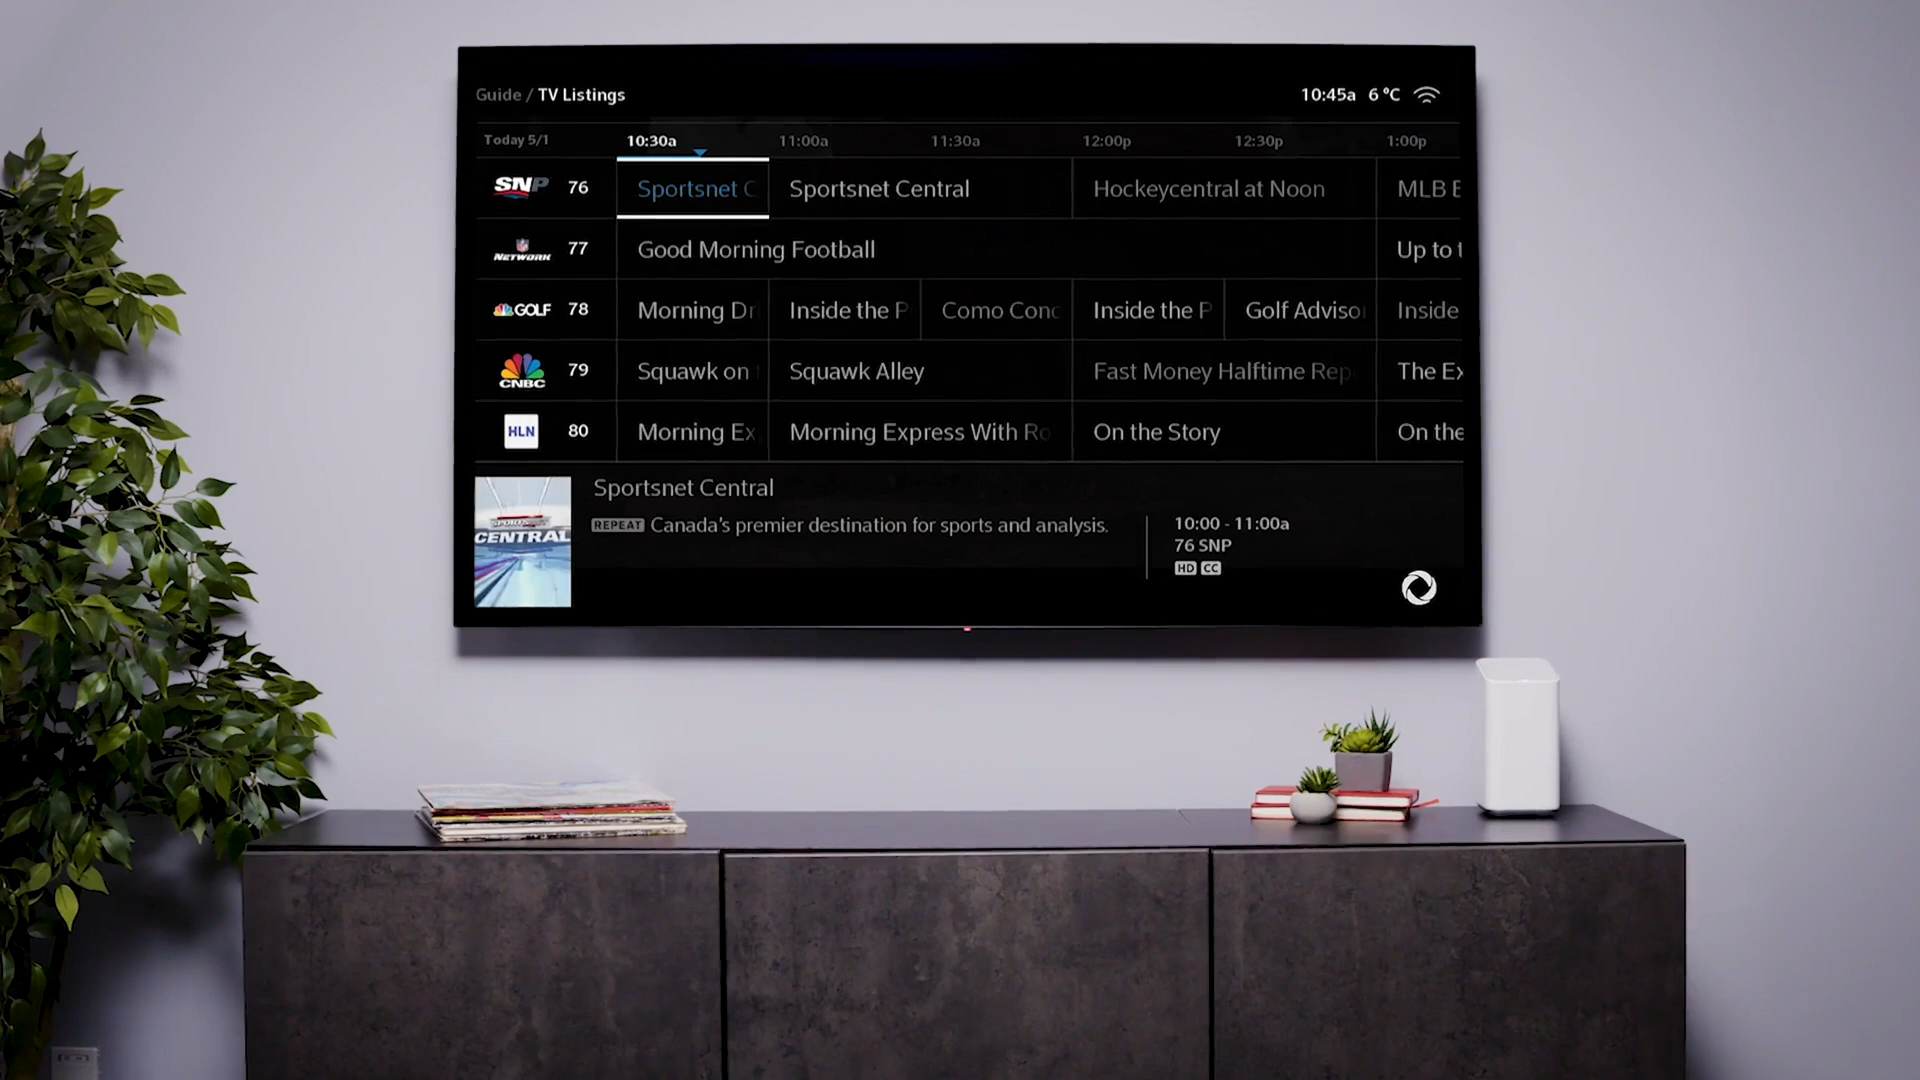 Guide / TV Listings
10:45a 6 °C
Today 5/1 10:30a 11:00a 11:30a 12:00p 12:30p 1:00p
SNP 76 Sportsnet C Sportsnet Central Hockeycentral at Noon MLB
NFL NETWORK 77 Good Morning Football Up to
GOLF 78 Morning Inside the P Como Conc Inside the P Golf Advisor Inside
CNBC 79 Squawk on Squawk Alley Fast Money Halftime Rep The Ex
HLN 80 Morning Ex Morning Express With Ro On the Story On the
Sportsnet Central
REPEAT Canada's premier destination for sports and analysis.
10:00 - 11:00a
76 SNP
HD CC
SPORTSNET
CENTRAL